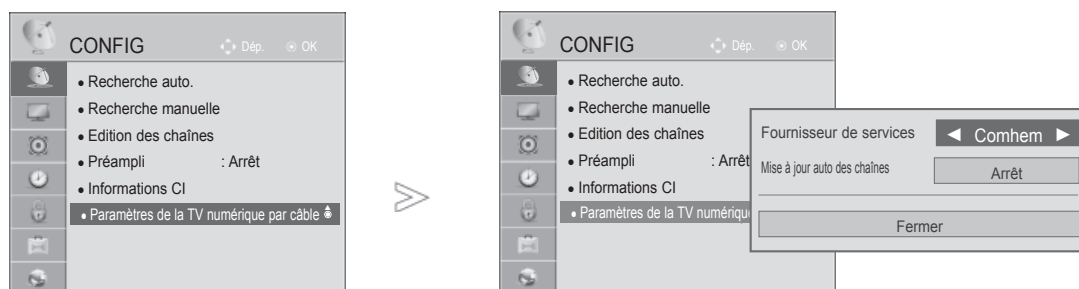 CONFIG Dép. OK
• Recherche auto.
• Recherche manuelle
• Edition des chaînes
• Préampli : Arrêt
• Informations CI
• Paramètres de la TV numérique par câble
CONFIG Dép. OK
• Recherche auto.
• Recherche manuelle
• Edition des chaînes
• Préampli : Arrêt
• Informations CI
• Paramètres de la TV numériqu
Fournisseur de services ◄ Comhem ►
Mise à jour auto des chaînes Arrêt
Fermer